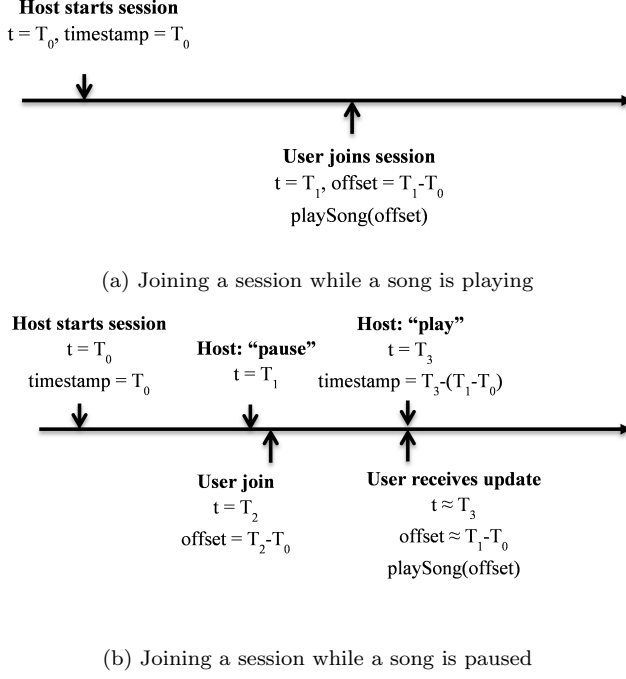 Host starts session
t = T₀, timestamp = T₀
User joins session
t = T₁, offset = T₁-T₀
playSong(offset)
(a) Joining a session while a song is playing
Host starts session
t = T₀
timestamp = T₀
Host: “pause”
t = T₁
Host: “play”
t = T₃
timestamp = T₃-(T₁-T₀)
User join
t = T₂
offset = T₂-T₀
User receives update
t ≈ T₃
offset ≈ T₁-T₀
playSong(offset)
(b) Joining a session while a song is paused